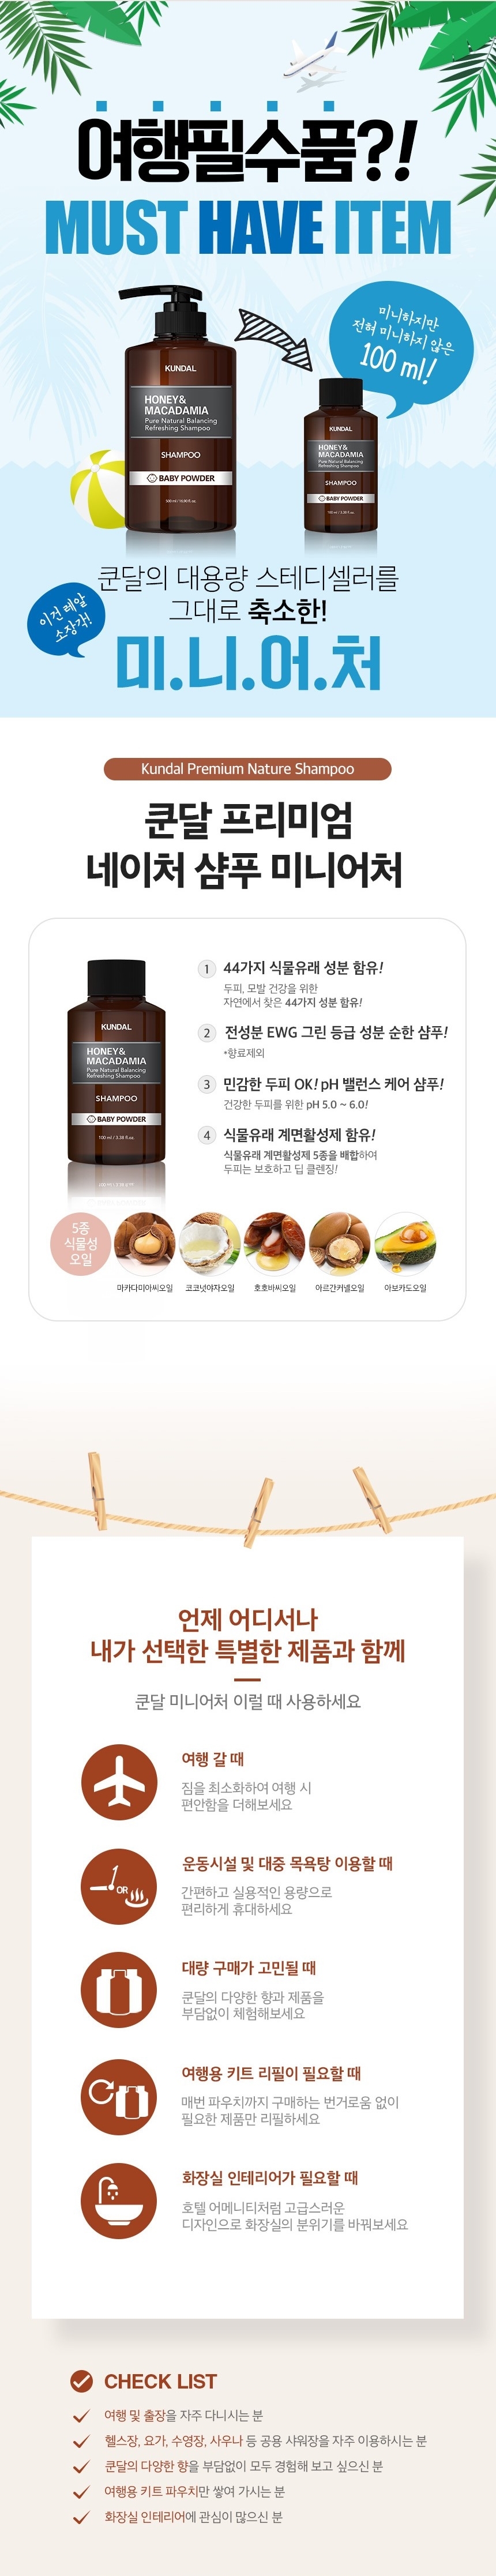 여행필수품?!
MUST HAVE ITEM
미니하지만
전혀 미니하지 않은
100 ml!
KUNDAL
HONEY&
MACADAMIA
Pure Natural Balancing
Refreshing Shampoo
SHAMPOO
BABY POWDER
KUNDAL
HONEY&
MACADAMIA
Pure Natural Balancing
Refreshing Shampoo
SHAMPOO
BABY POWDER
100 ml / 3.38 fl. oz.
쿤달의 대용량 스테디셀러를
그대로 축소한!
이건 레알
소장각!
미.니.어.처
Kundal Premium Nature Shampoo
쿤달 프리미엄
네이처 샴푸 미니어처
KUNDAL
HONEY&
MACADAMIA
Pure Natural Balancing
Refreshing Shampoo
SHAMPOO
BABY POWDER
100 ml / 3.38 fl. oz.
1 44가지 식물유래 성분 함유!
두피, 모발 건강을 위한
자연에서 찾은 44가지 성분 함유!
2 전성분 EWG 그린 등급 성분 순한 샴푸!
*향료제외
3 민감한 두피 OK! pH 밸런스 케어 샴푸!
건강한 두피를 위한 pH 5.0 ~ 6.0!
4 식물유래 계면활성제 함유!
식물유래 계면활성제 5종을 배합하여
두피는 보호하고 딥 클렌징!
5종
식물성
오일
마카다미아씨오일 코코넛야자오일 호호바씨오일 아르간커넬오일 아보카도오일
언제 어디서나
내가 선택한 특별한 제품과 함께
쿤달 미니어처 이럴 때 사용하세요
여행 갈 때
짐을 최소화하여 여행 시
편안함을 더해보세요
OR
운동시설 및 대중 목욕탕 이용할 때
간편하고 실용적인 용량으로
편리하게 휴대하세요
대량 구매가 고민될 때
쿤달의 다양한 향과 제품을
부담없이 체험해보세요
여행용 키트 리필이 필요할 때
매번 파우치까지 구매하는 번거로움 없이
필요한 제품만 리필하세요
화장실 인테리어가 필요할 때
호텔 어메니티처럼 고급스러운
디자인으로 화장실의 분위기를 바꿔보세요
CHECK LIST
여행 및 출장을 자주 다니시는 분
헬스장, 요가, 수영장, 사우나 등 공용 샤워장을 자주 이용하시는 분
쿤달의 다양한 향을 부담없이 모두 경험해 보고 싶으신 분
여행용 키트 파우치만 쌓여 가시는 분
화장실 인테리어에 관심이 많으신 분